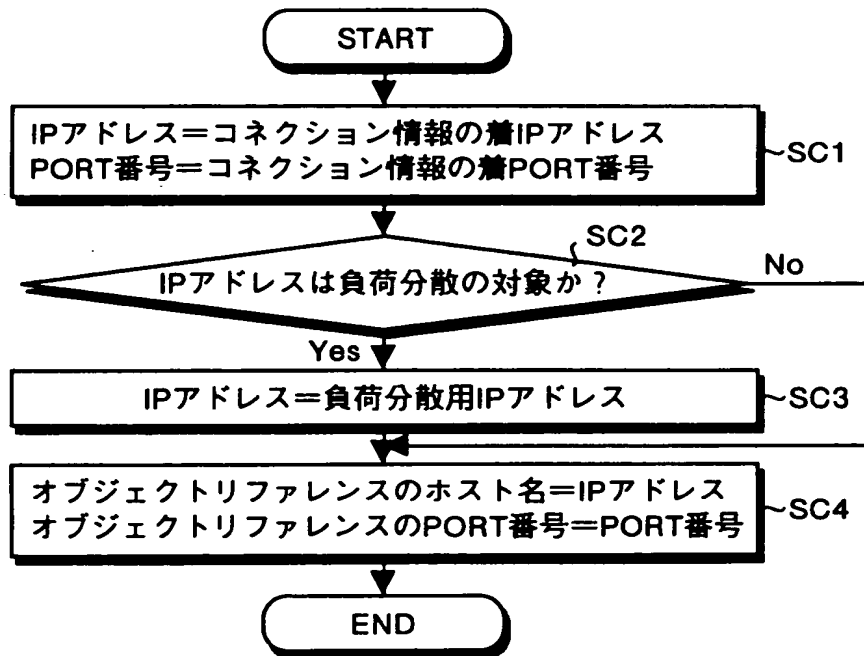 START
IPアドレス＝コネクション情報の着IPアドレス
PORT番号＝コネクション情報の着PORT番号
~SC1
SC2
IPアドレスは負荷分散の対象か？
No
Yes
IPアドレス＝負荷分散用IPアドレス
~SC3
オブジェクトリファレンスのホスト名＝IPアドレス
オブジェクトリファレンスのPORT番号＝PORT番号
~SC4
END